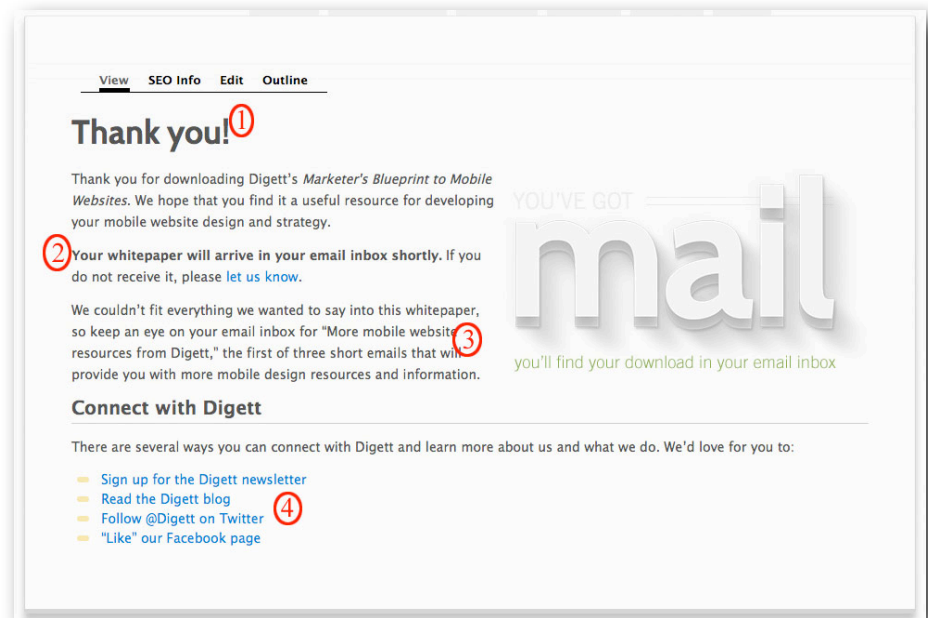 View SEO Info Edit Outline
Thank you! 1
Thank you for downloading Digett's Marketer's Blueprint to Mobile
Websites. We hope that you find it a useful resource for developing
your mobile website design and strategy.
2 Your whitepaper will arrive in your email inbox shortly. If you
do not receive it, please let us know.
We couldn't fit everything we wanted to say into this whitepaper,
so keep an eye on your email inbox for "More mobile website
resources from Digett," the first of three short emails that will
3
provide you with more mobile design resources and information.
YOU'VE GOT
mail
you'll find your download in your email inbox
Connect with Digett
There are several ways you can connect with Digett and learn more about us and what we do. We'd love for you to:
Sign up for the Digett newsletter
Read the Digett blog
Follow @Digett on Twitter
4
"Like" our Facebook page